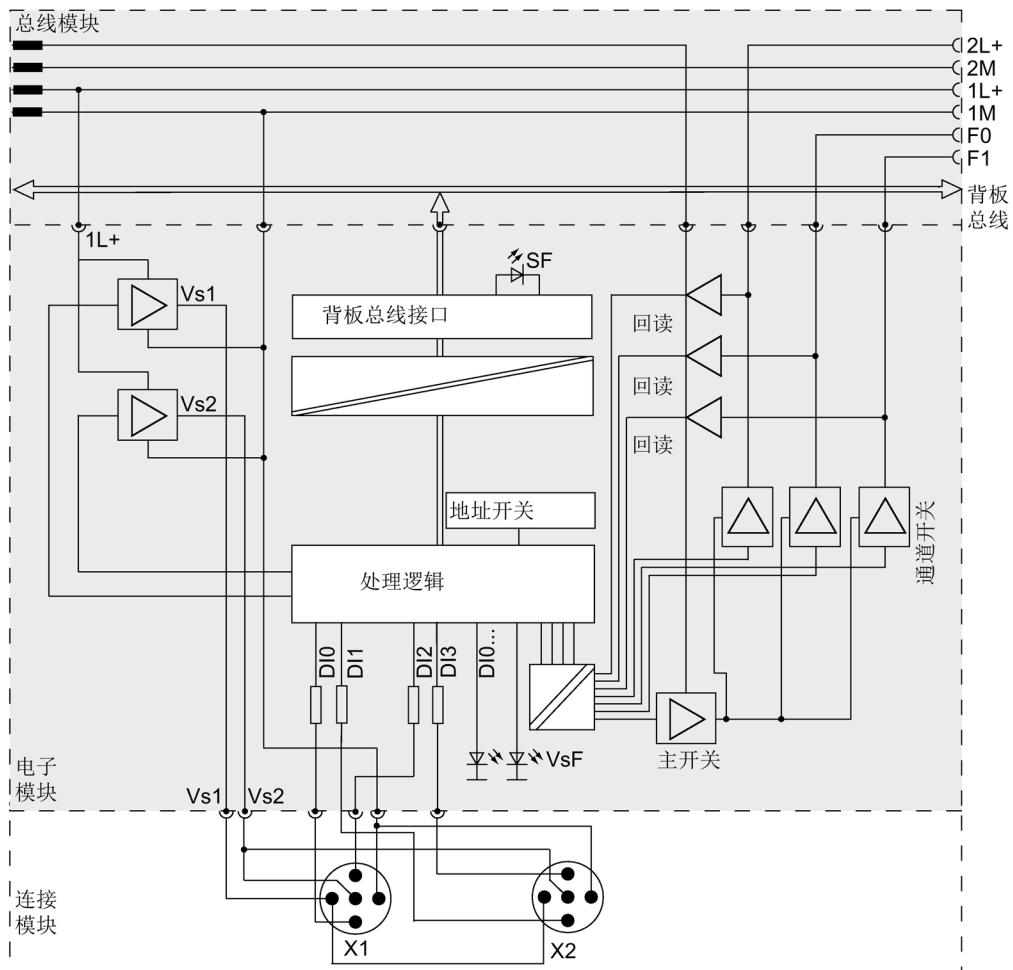 总线模块
2L+
2M
1L+
1M
F0
F1
背板
总线
1L+
SF
Vs1
背板总线接口
回读
回读
Vs2
回读
地址开关
通道开关
处理逻辑
DI0
DI1
DI2
DI3
DI0...
VsF
主开关
电子
模块
Vs1
Vs2
连接
模块
X1
X2